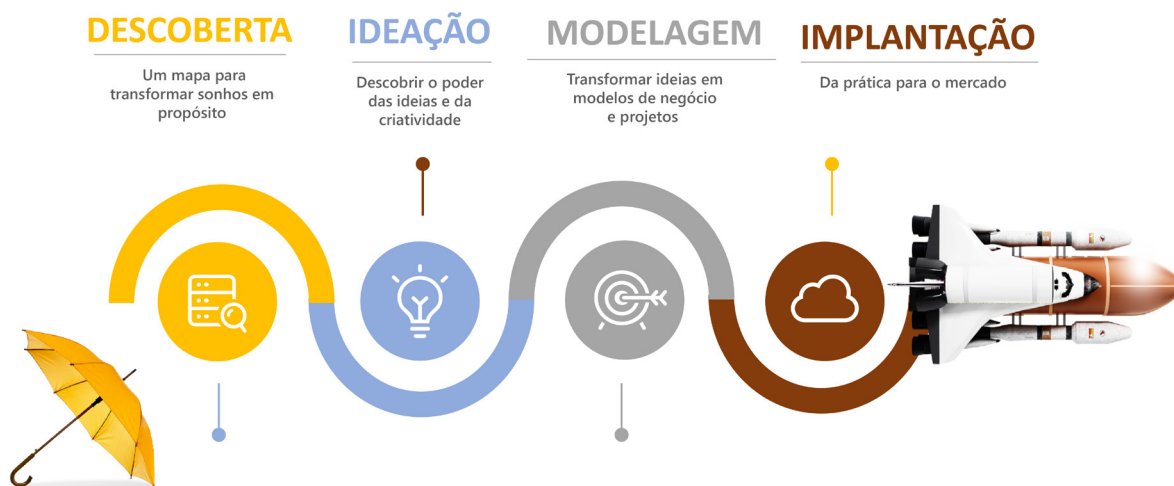 DESCOBERTA
Um mapa para
transformar sonhos em
propósito
IDEAÇÃO
Descobrir o poder
das ideias e da
criatividade
MODELAGEM
Transformar ideias em
modelos de negócio
e projetos
IMPLANTAÇÃO
Da prática para o mercado